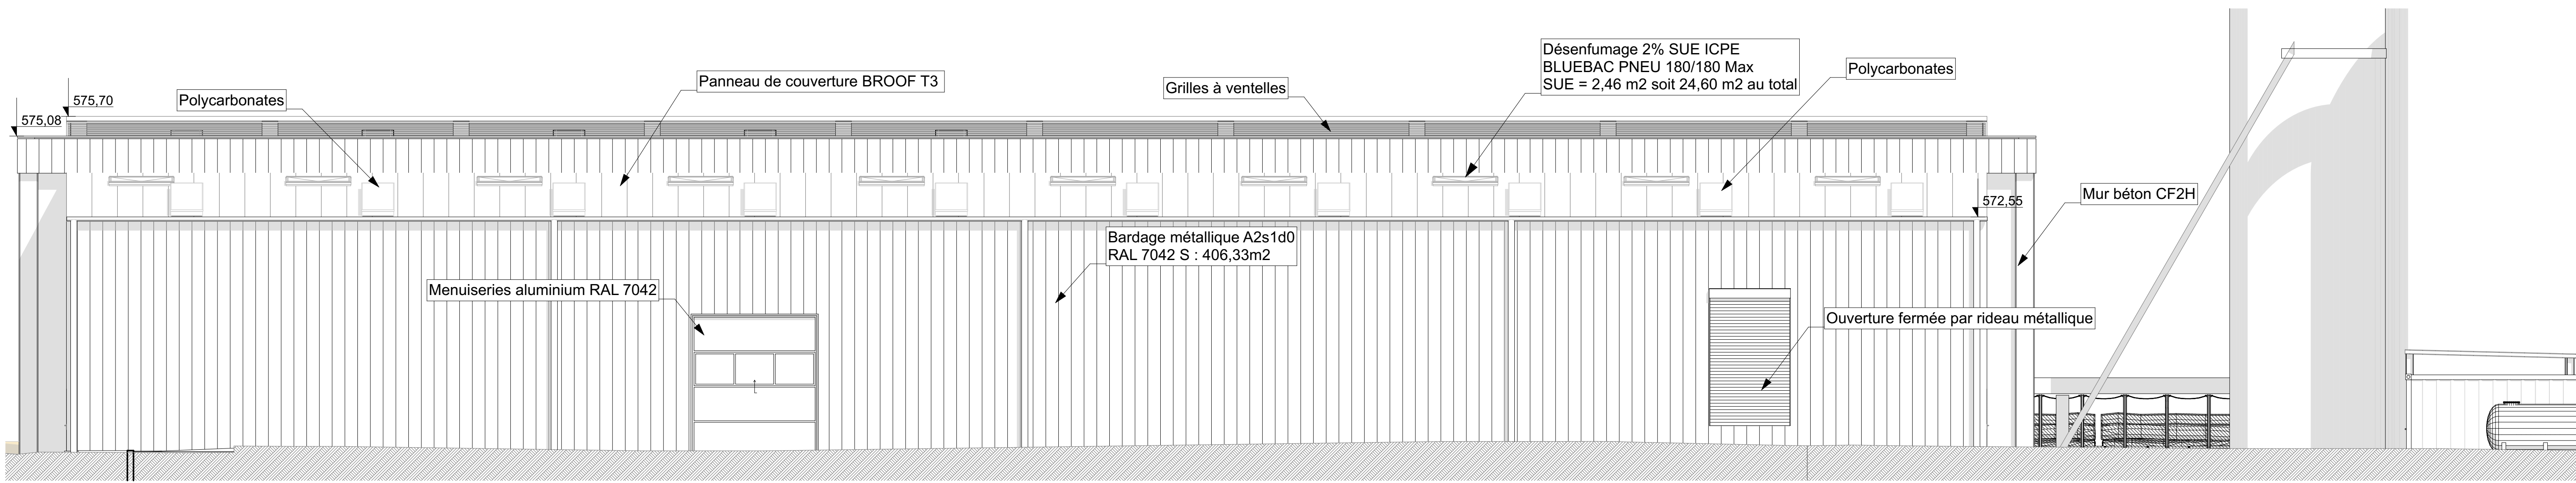 Désenfumage 2% SUE ICPE
BLUEBAC PNEU 180/180 Max
SUE = 2,46 m2 soit 24,60 m2 au total
Polycarbonates
Panneau de couverture BROOF T3
Grilles à ventelles
Polycarbonates
575,70
575,08
Mur béton CF2H
572,55
Bardage métallique A2s1d0
RAL 7042 S : 406,33m2
Menuiseries aluminium RAL 7042
Ouverture fermée par rideau métallique